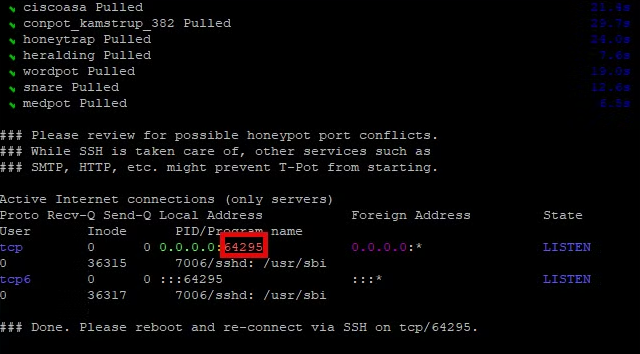 ciscoasa Pulled 21.4s
conpot_kamstrup_382 Pulled 29.7s
honeytrap Pulled 24.0s
heralding Pulled 7.6s
wordpot Pulled 19.0s
snare Pulled 12.6s
medpot Pulled 6.5s
### Please review for possible honeypot port conflicts.
### While SSH is taken care of, other services such as
### SMTP, HTTP, etc. might prevent T-Pot from starting.
Active Internet connections (only servers)
Proto Recv-Q Send-Q Local Address Foreign Address State
User Inode PID/Program name
tcp 0 0 0.0.0.0:64295 0.0.0.0:* LISTEN
0 36315 7006/sshd: /usr/sbi
tcp6 0 0 :::64295 :::* LISTEN
0 36317 7006/sshd: /usr/sbi
### Done. Please reboot and re-connect via SSH on tcp/64295.